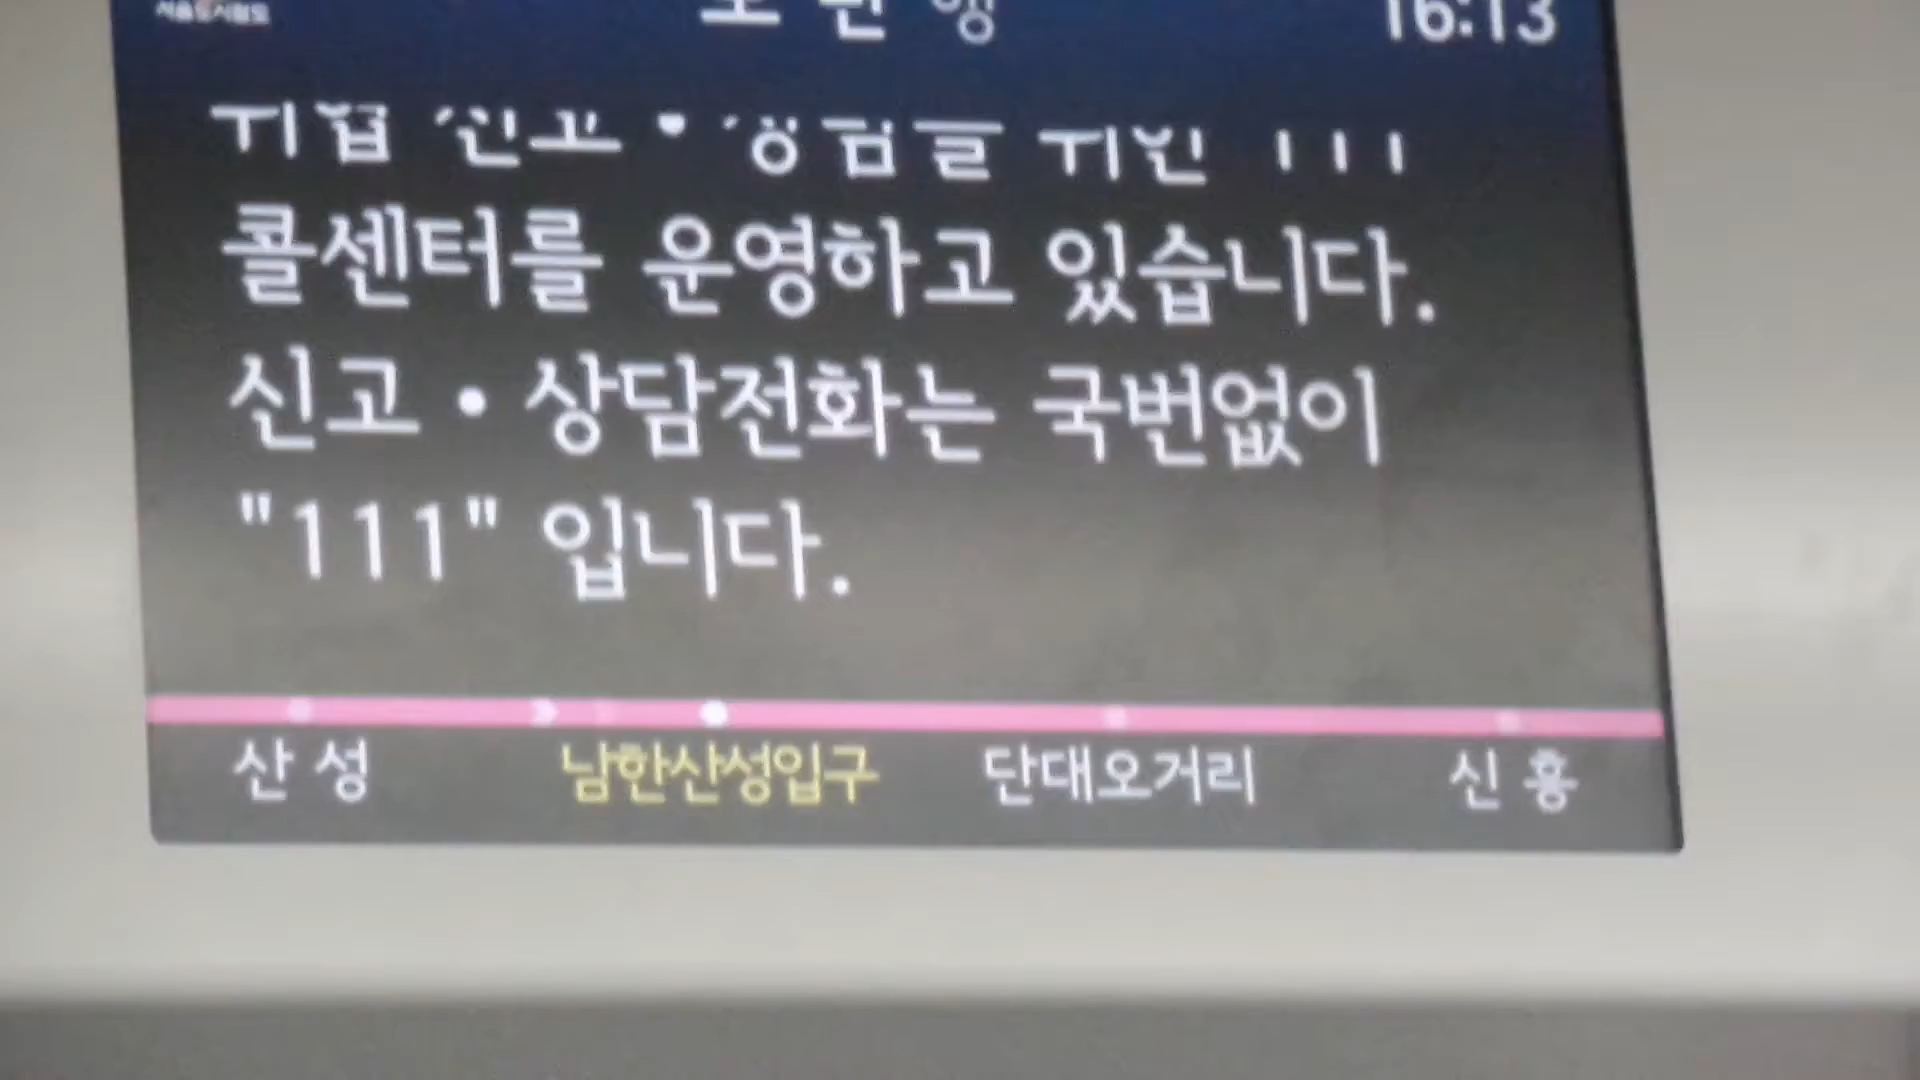 16:13
콜센터를 운영하고 있습니다.
신고•상담전화는 국번없이
"111" 입니다.
산성 남한산성입구 단대오거리 신흥